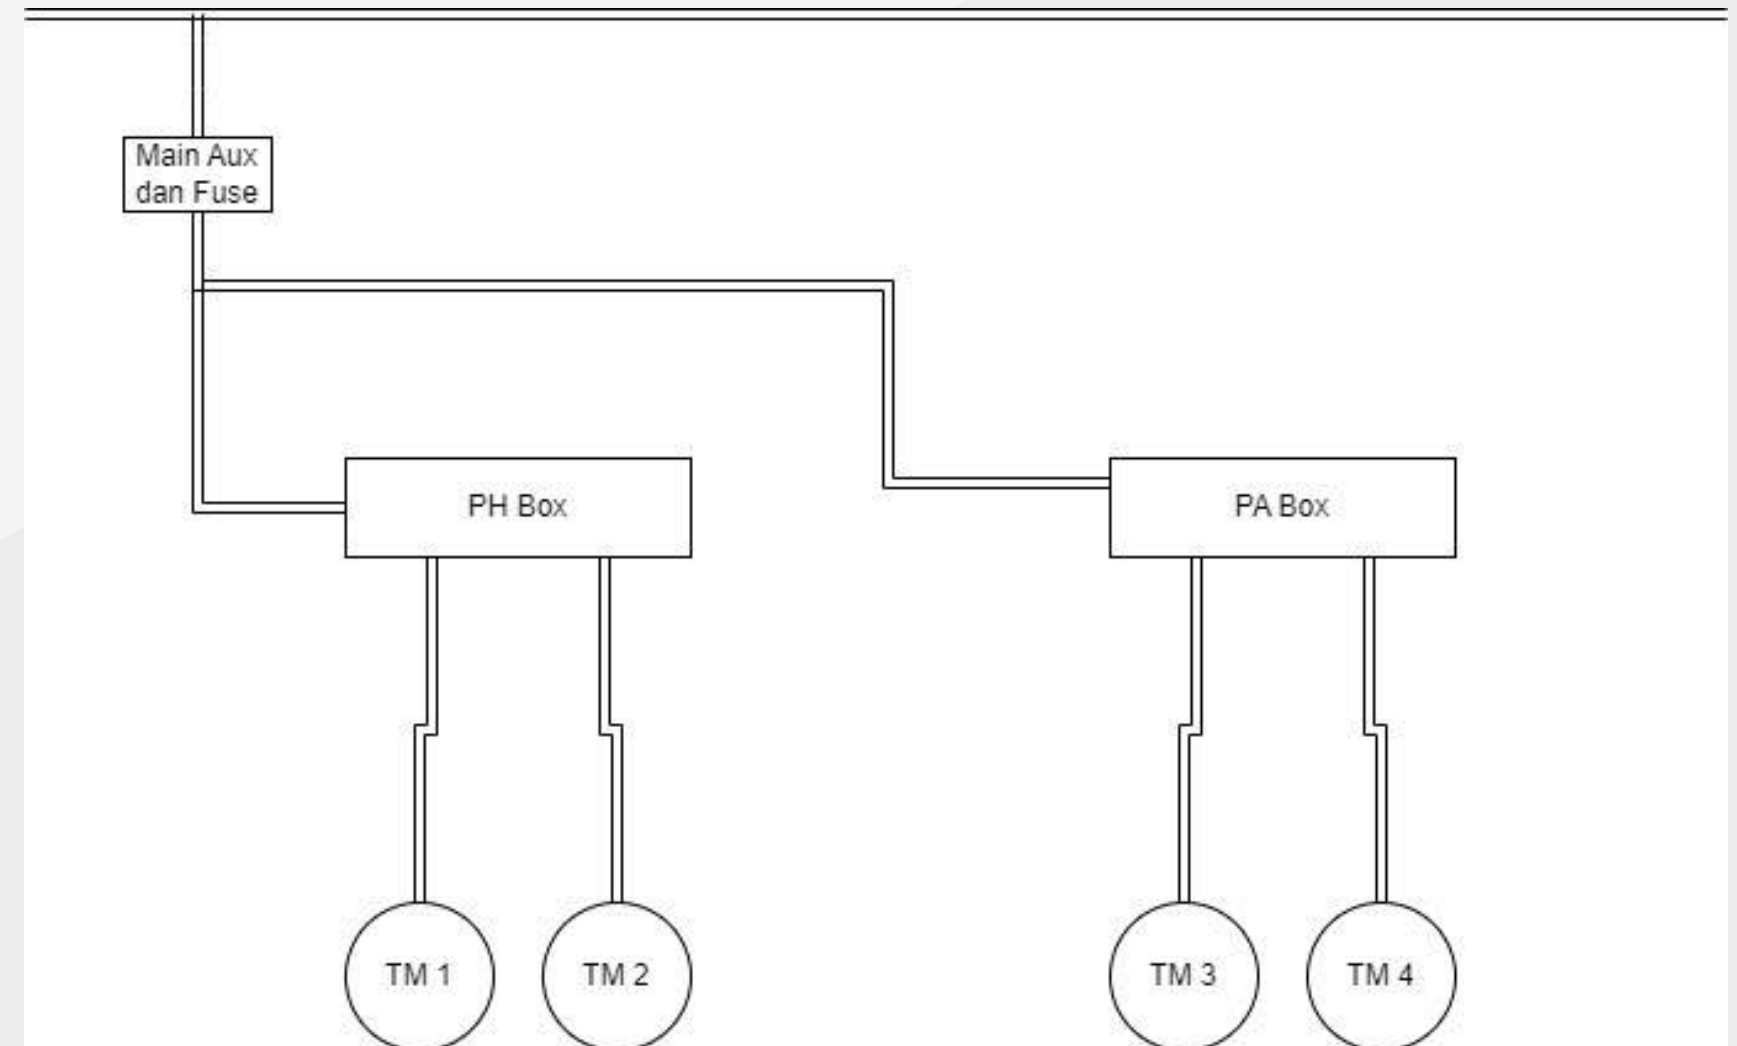 Main Aux
dan Fuse
PH Box
PA Box
TM 1
TM 2
TM 3
TM 4